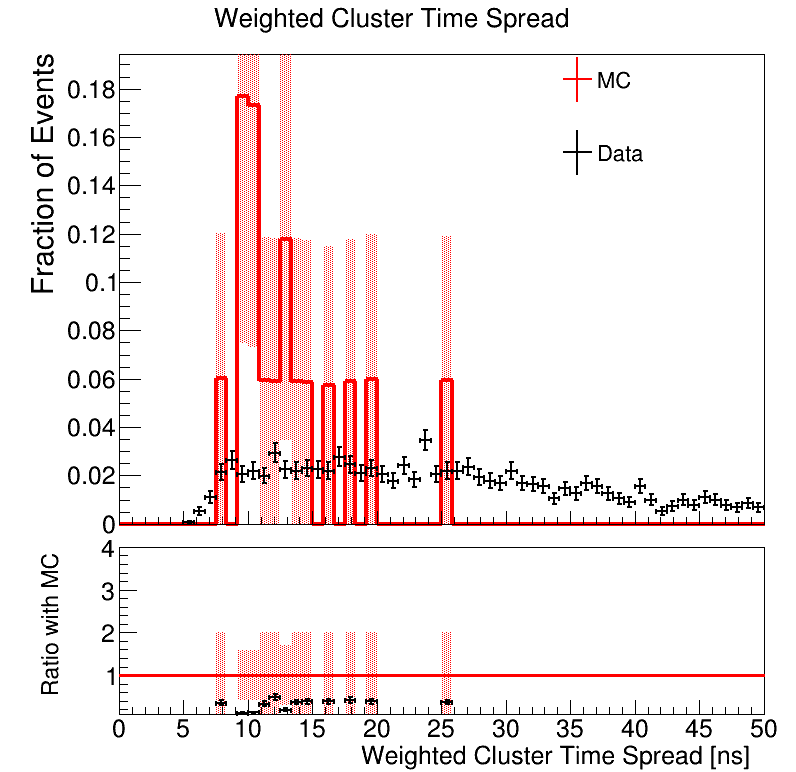 Weighted Cluster Time Spread
Fraction of Events
0.18
0.16
0.14
0.12
0.1
0.08
0.06
0.04
0.02
0
MC
Data
Ratio with MC
4
3
2
1
0 5 10 15 20 25 30 35 40 45 50
Weighted Cluster Time Spread [ns]